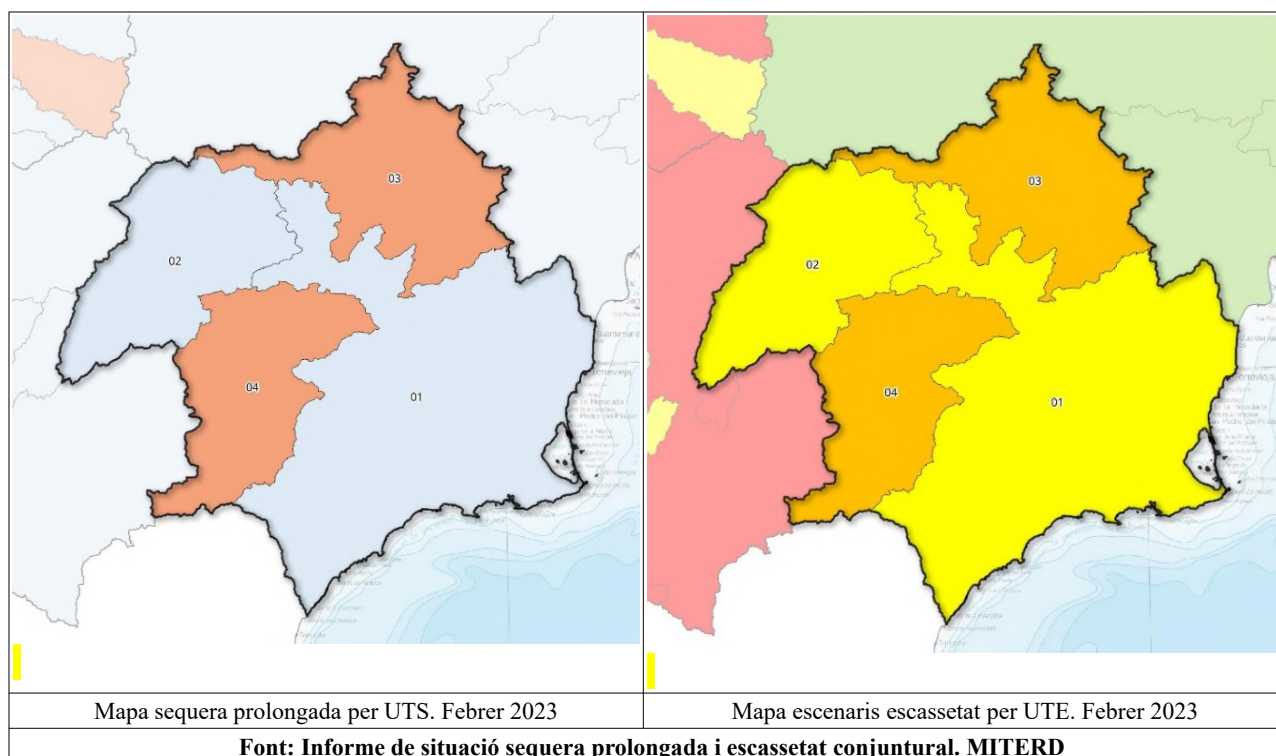 03
02
04
01
03
02
04
01
Mapa sequera prolongada per UTS. Febrer 2023
Mapa escenaris escassetat per UTE. Febrer 2023
Font: Informe de situació sequera prolongada i escassetat conjuntural. MITERD